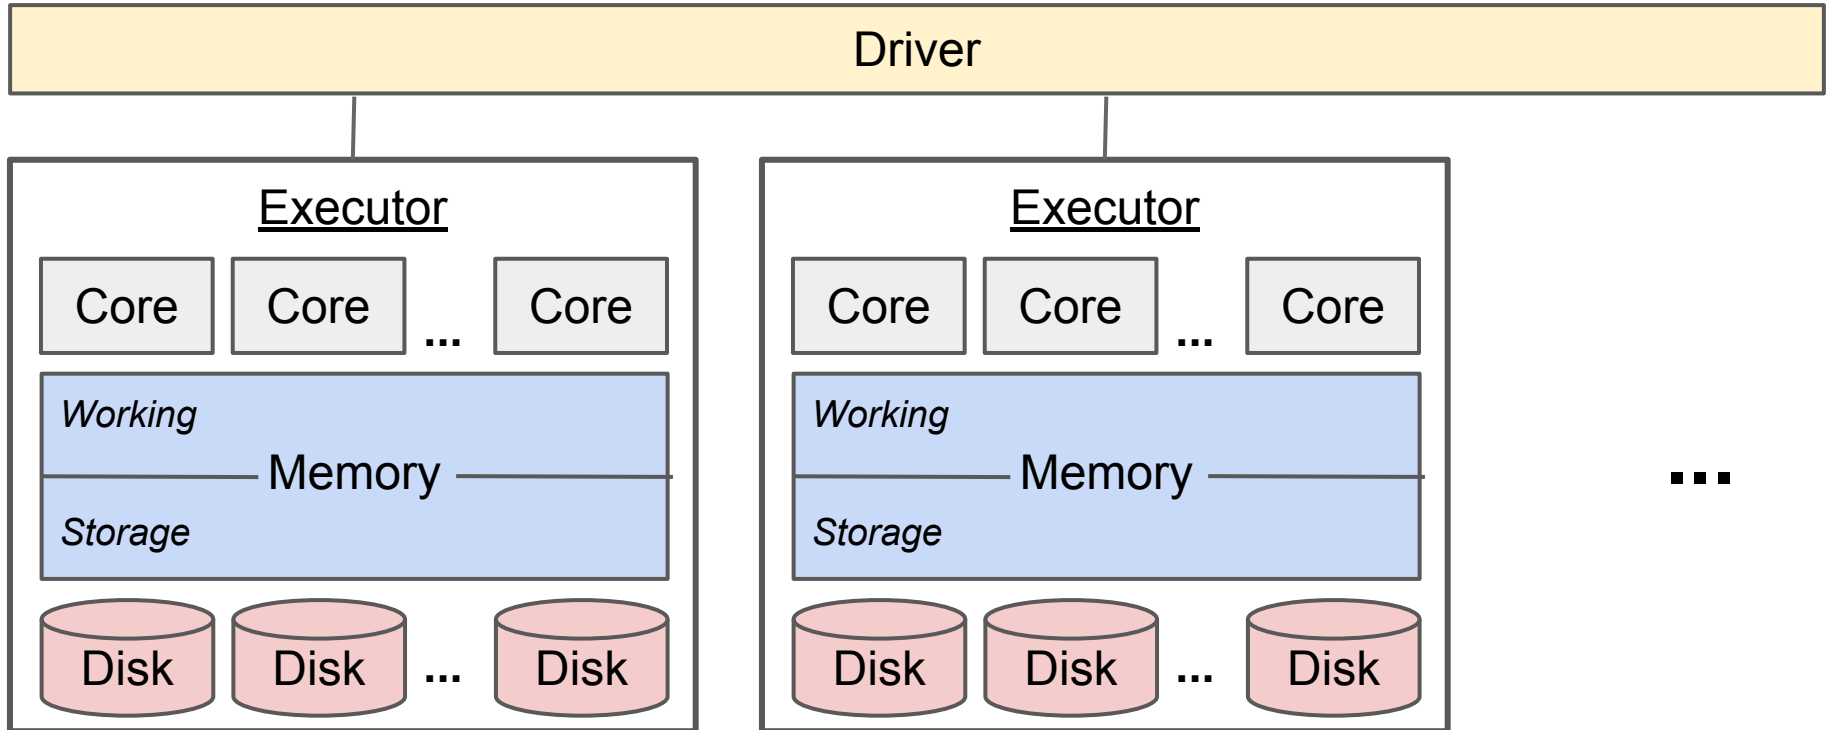 Driver
Executor
Core Core ... Core
Working
Memory
Storage
Disk Disk ... Disk
Executor
Core Core ... Core
Working
Memory
Storage
Disk Disk ... Disk
...